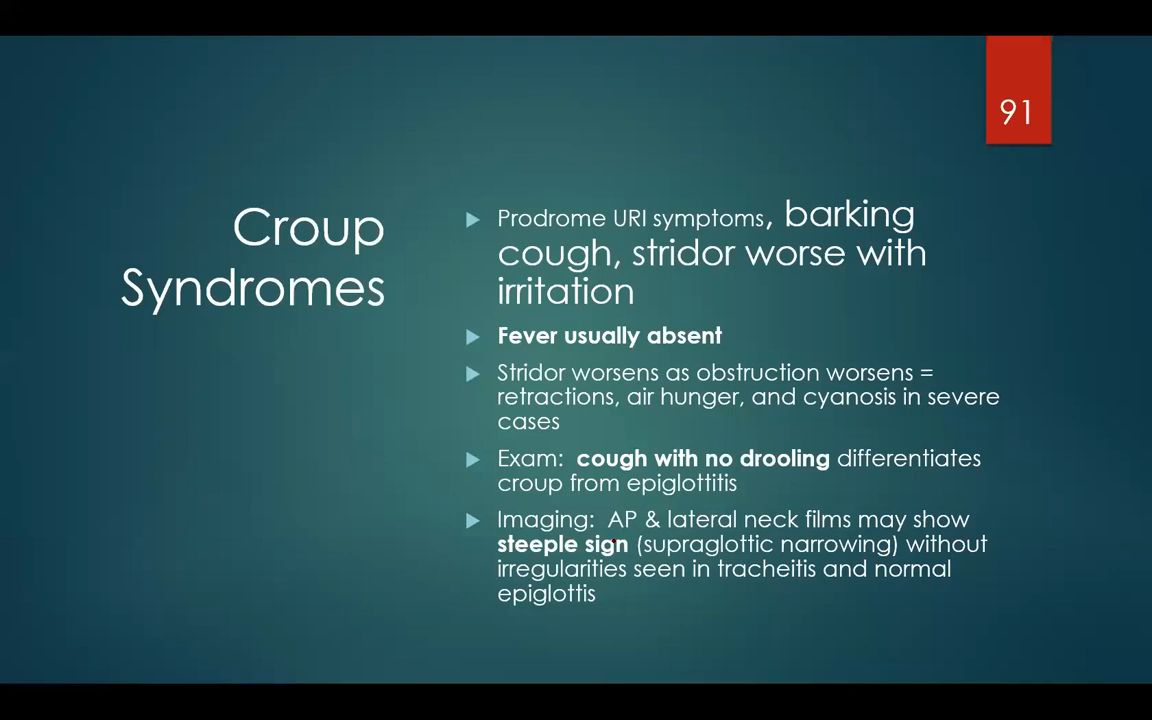 91
Croup
Syndromes
Prodrome URI symptoms, barking
cough, stridor worse with
irritation
Fever usually absent
Stridor worsens as obstruction worsens =
retractions, air hunger, and cyanosis in severe
cases
Exam: cough with no drooling differentiates
croup from epiglottitis
Imaging: AP & lateral neck films may show
steeple sign (supraglottic narrowing) without
irregularities seen in tracheitis and normal
epiglottis